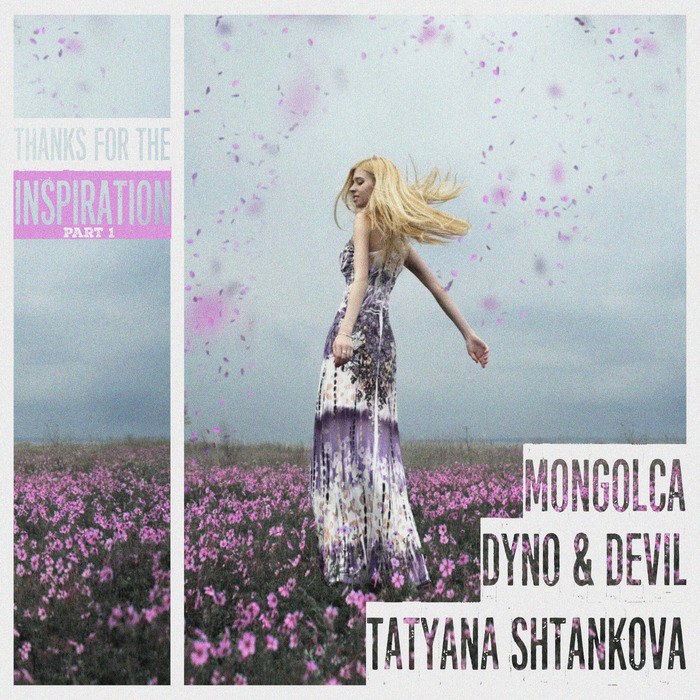 THANKS FOR THE
INSPIRATION
PART 1
MONGOLCA
DYNO & DEVIL
TATYANA SHTANKOVA